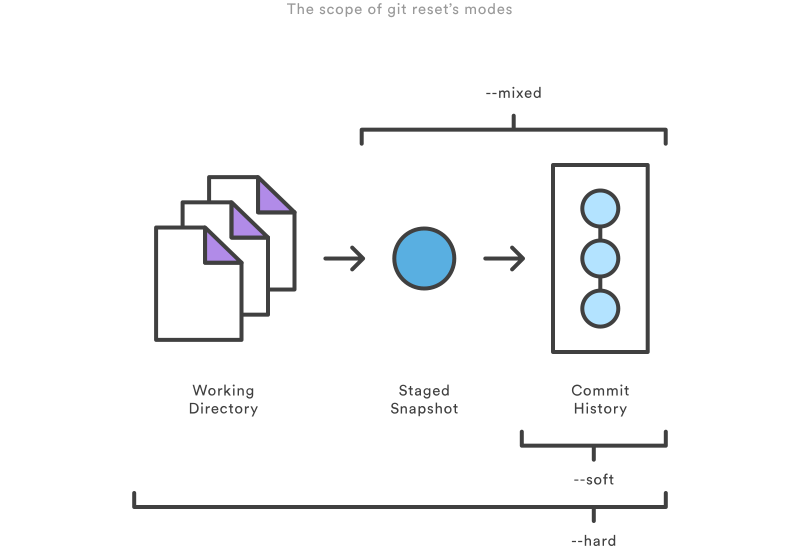 The scope of git reset’s modes
--mixed
Working
Directory
Staged
Snapshot
Commit
History
--soft
--hard